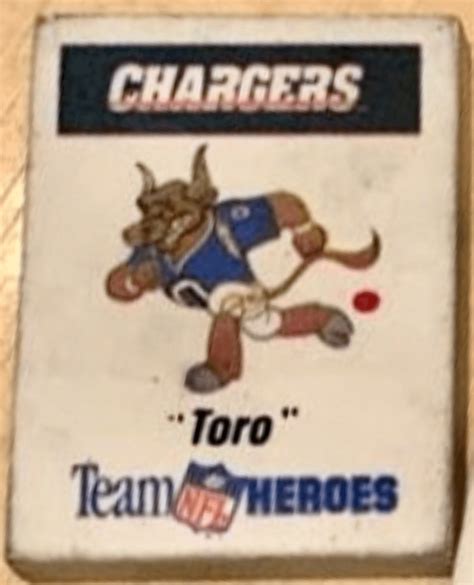 CHARGERS
"Toro"
Team NFL HEROES